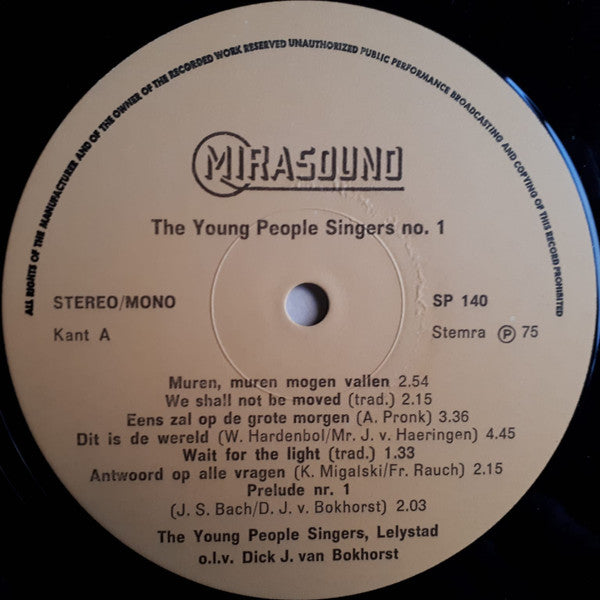 ALL RIGHTS OF THE MANUFACTURER AND OF THE OWNER OF THE RECORDED WORK RESERVED UNAUTHORIZED PUBLIC PERFORMANCE BROADCASTING AND COPYING OF THIS RECORD PROHIBITED
MIRASOUND
The Young People Singers no. 1
STEREO/MONO
SP 140
Kant A
Stemra Ⓟ 75
Muren, muren mogen vallen 2.54
We shall not be moved (trad.) 2.15
Eens zal op de grote morgen (A. Pronk) 3.36
Dit is de wereld (W. Hardenbol/Mr. J. v. Haeringen) 4.45
Wait for the light (trad.) 1.33
Antwoord op alle vragen (K. Migalski/Fr. Rauch) 2.15
Prelude nr. 1
(J. S. Bach/D. J. v. Bokhorst) 2.03
The Young People Singers, Lelystad
o.l.v. Dick J. van Bokhorst